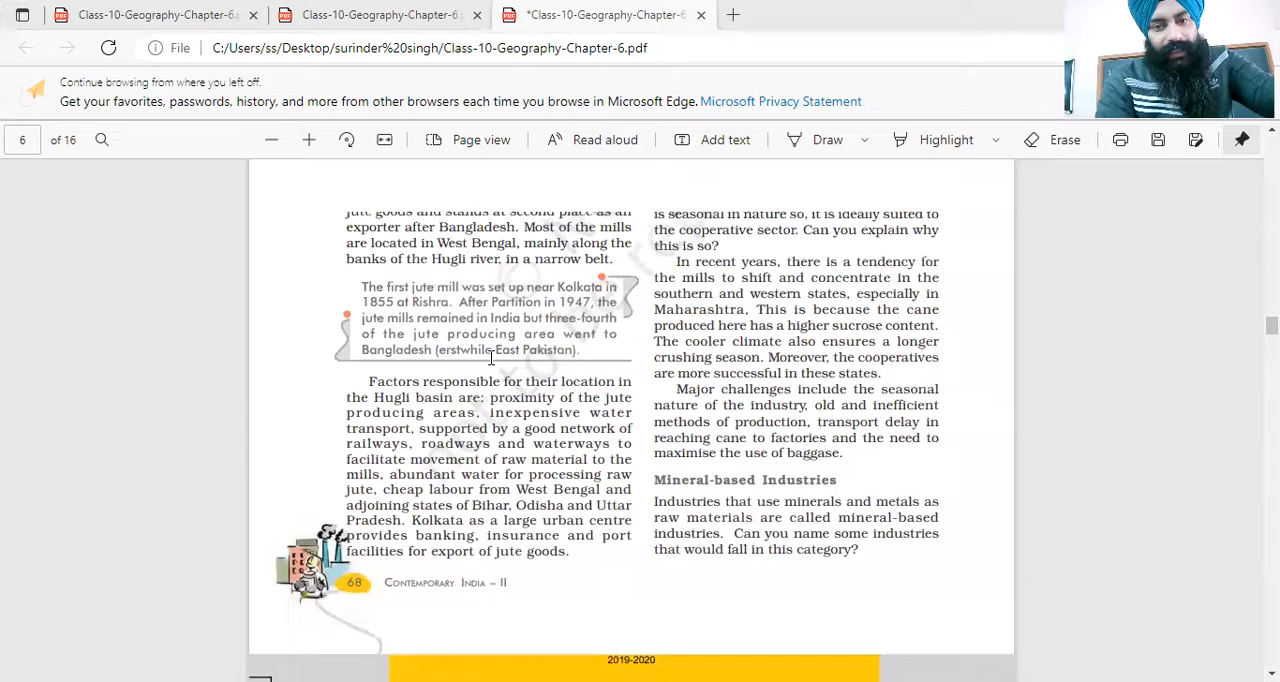 Class-10-Geography-Chapter-6.
Class-10-Geography-Chapter-6.
*Class-10-Geography-Chapter-6
File
C:/Users/ss/Desktop/surinder%20singh/Class-10-Geography-Chapter-6.pdf
Continue browsing from where you left off.
Get your favorites, passwords, history, and more from other browsers each time you browse in Microsoft Edge. Microsoft Privacy Statement
6 of 16
Page view
Read aloud
Add text
Draw
Highlight
Erase
jute goods and stands at second place as an
exporter after Bangladesh. Most of the mills
are located in West Bengal, mainly along the
banks of the Hugli river, in a narrow belt.
The first jute mill was set up near Kolkata in
1855 at Rishra. After Partition in 1947, the
jute mills remained in India but three-fourth
of the jute producing area went to
Bangladesh (erstwhile East Pakistan).
Factors responsible for their location in
the Hugli basin are: proximity of the jute
producing areas, inexpensive water
transport, supported by a good network of
railways, roadways and waterways to
facilitate movement of raw material to the
mills, abundant water for processing raw
jute, cheap labour from West Bengal and
adjoining states of Bihar, Odisha and Uttar
Pradesh. Kolkata as a large urban centre
provides banking, insurance and port
facilities for export of jute goods.
68 CONTEMPORARY INDIA – II
is seasonal in nature so, it is ideally suited to
the cooperative sector. Can you explain why
this is so?
In recent years, there is a tendency for
the mills to shift and concentrate in the
southern and western states, especially in
Maharashtra, This is because the cane
produced here has a higher sucrose content.
The cooler climate also ensures a longer
crushing season. Moreover, the cooperatives
are more successful in these states.
Major challenges include the seasonal
nature of the industry, old and inefficient
methods of production, transport delay in
reaching cane to factories and the need to
maximise the use of baggase.
Mineral-based Industries
Industries that use minerals and metals as
raw materials are called mineral-based
industries. Can you name some industries
that would fall in this category?
2019-2020